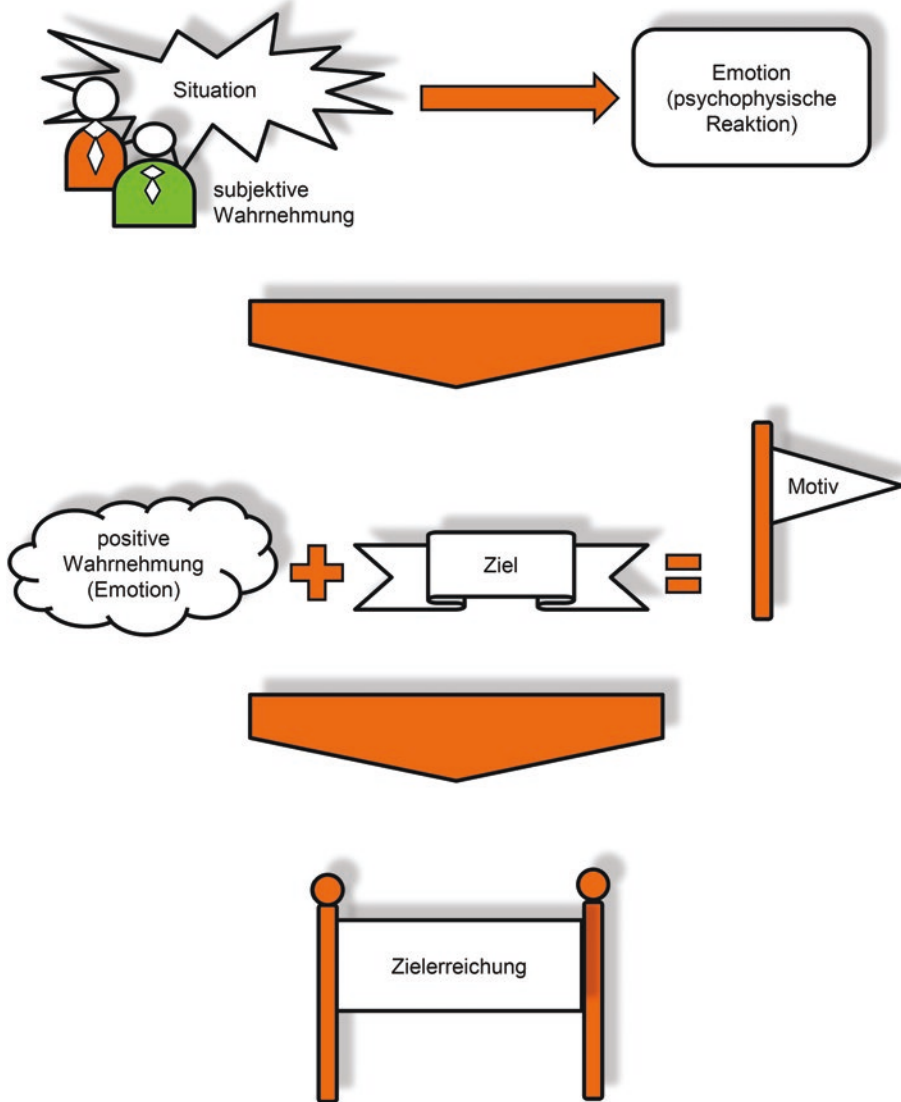 Situation
Emotion
(psychophysische
Reaktion)
subjektive
Wahrnehmung
positive
Wahrnehmung
(Emotion)
Ziel
Motiv
Zielerreichung